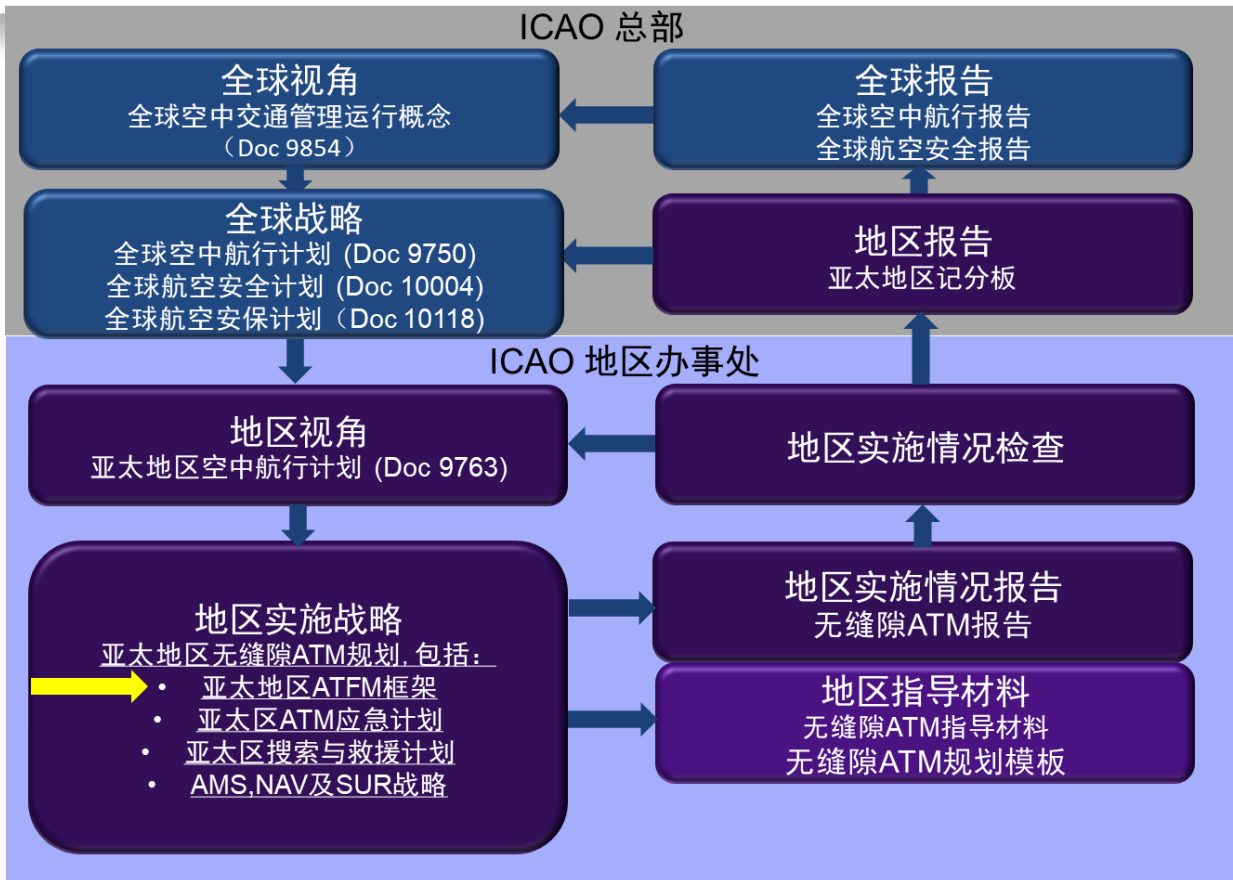 ICAO 总部
全球视角
全球空中交通管理运行概念
（Doc 9854）
全球报告
全球空中航行报告
全球航空安全报告
全球战略
全球空中航行计划 (Doc 9750)
全球航空安全计划 (Doc 10004)
全球航空安保计划（Doc 10118)
地区报告
亚太地区记分板
ICAO 地区办事处
地区视角
亚太地区空中航行计划 (Doc 9763)
地区实施情况检查
地区实施战略
亚太地区无缝隙ATM规划, 包括：
• 亚太地区ATFM框架
• 亚太区ATM应急计划
• 亚太区搜索与救援计划
• AMS,NAV及SUR战略
地区实施情况报告
无缝隙ATM报告
地区指导材料
无缝隙ATM指导材料
无缝隙ATM规划模板